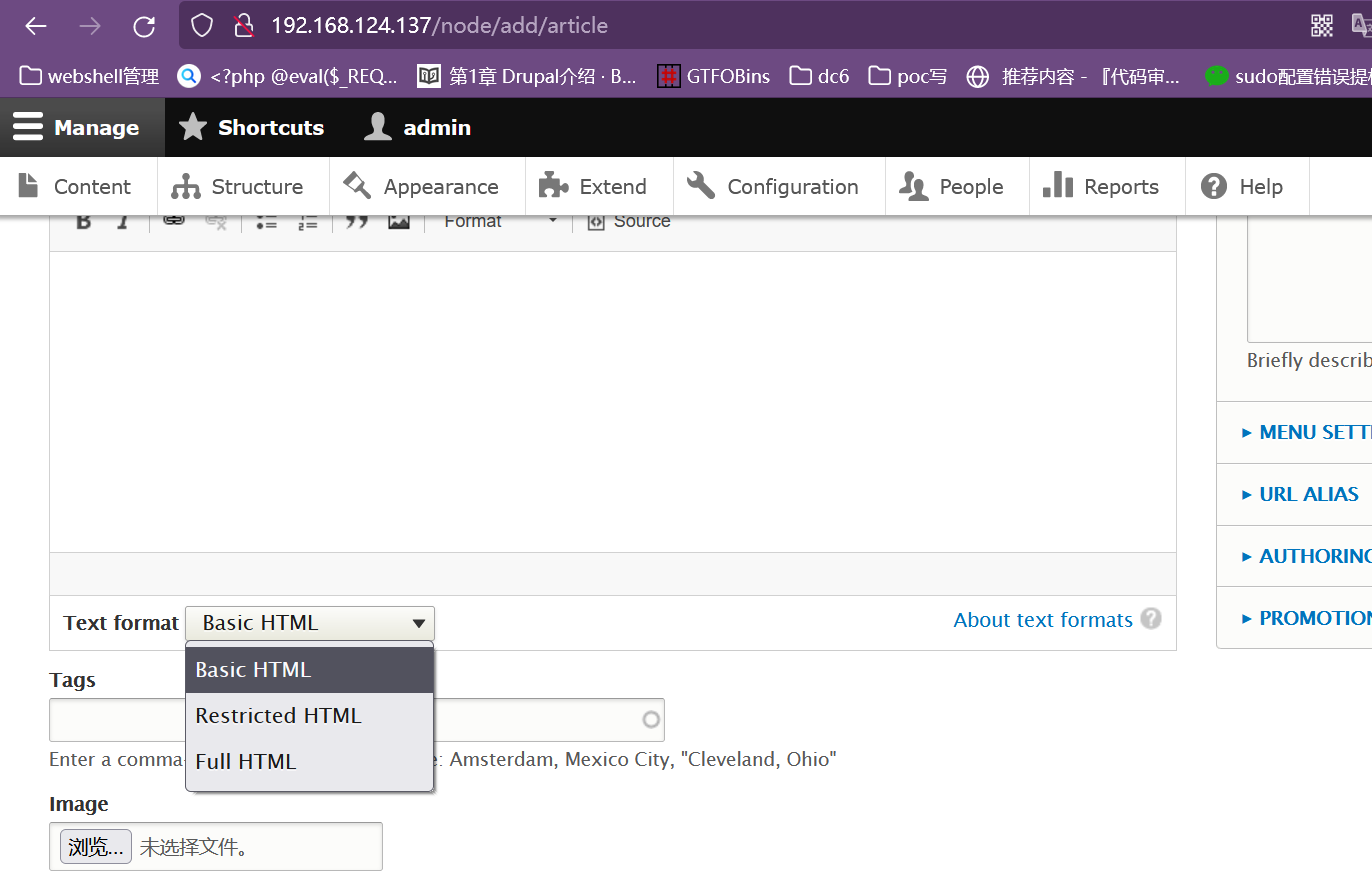 192.168.124.137/node/add/article
webshell管理 <?php @eval($_REQ... 第1章 Drupal介绍 · B... GTFOBins dc6 poc写 推荐内容 - 『代码审... sudo配置错误提权
Manage Shortcuts admin
Content Structure Appearance Extend Configuration People Reports Help
B I Format Source
Briefly describ
MENU SETTI
URL ALIAS
AUTHORING
PROMOTION
Text format Basic HTML About text formats ?
Basic HTML
Restricted HTML
Full HTML
Tags
Enter a comma- e: Amsterdam, Mexico City, "Cleveland, Ohio"
Image
浏览... 未选择文件。